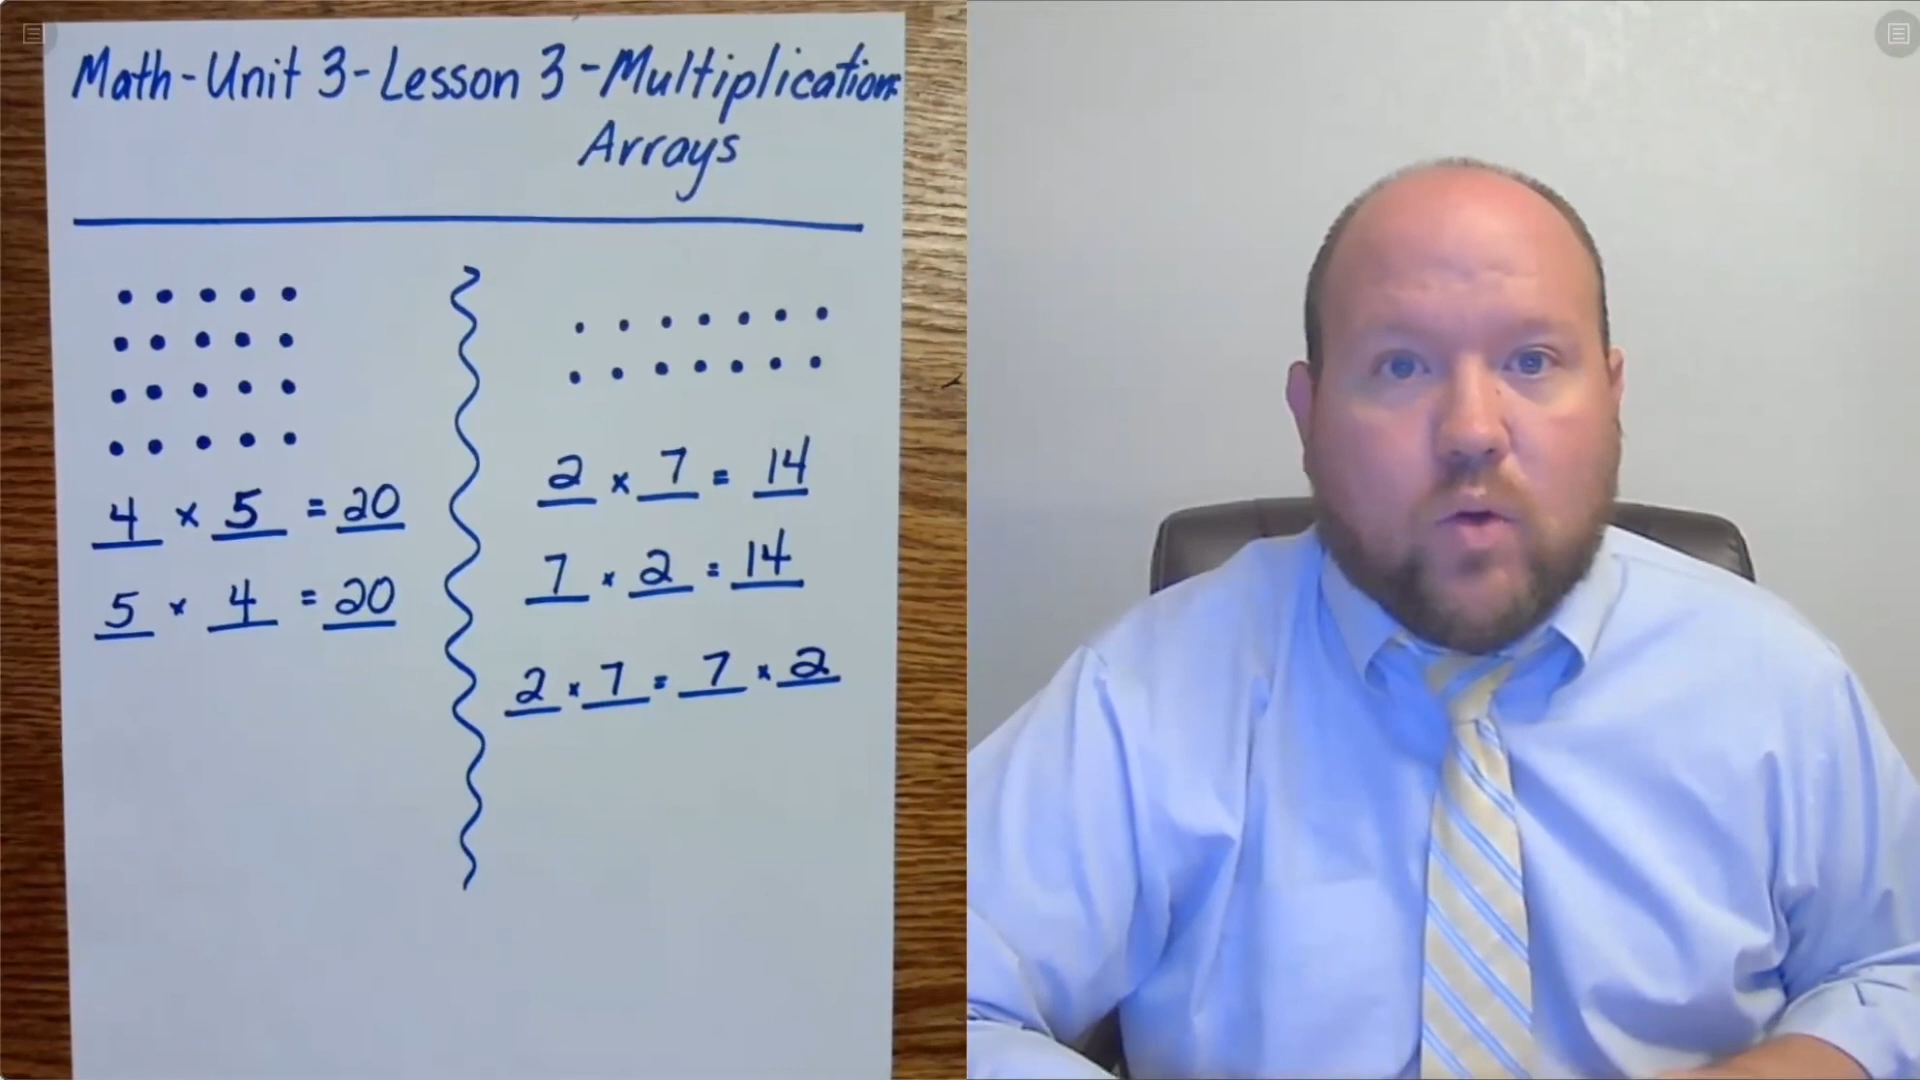 Math-Unit 3-Lesson 3-Multiplication
Arrays
4 × 5 = 20
5 × 4 = 20
2 × 7 = 14
7 × 2 = 14
2 × 7 = 7 × 2